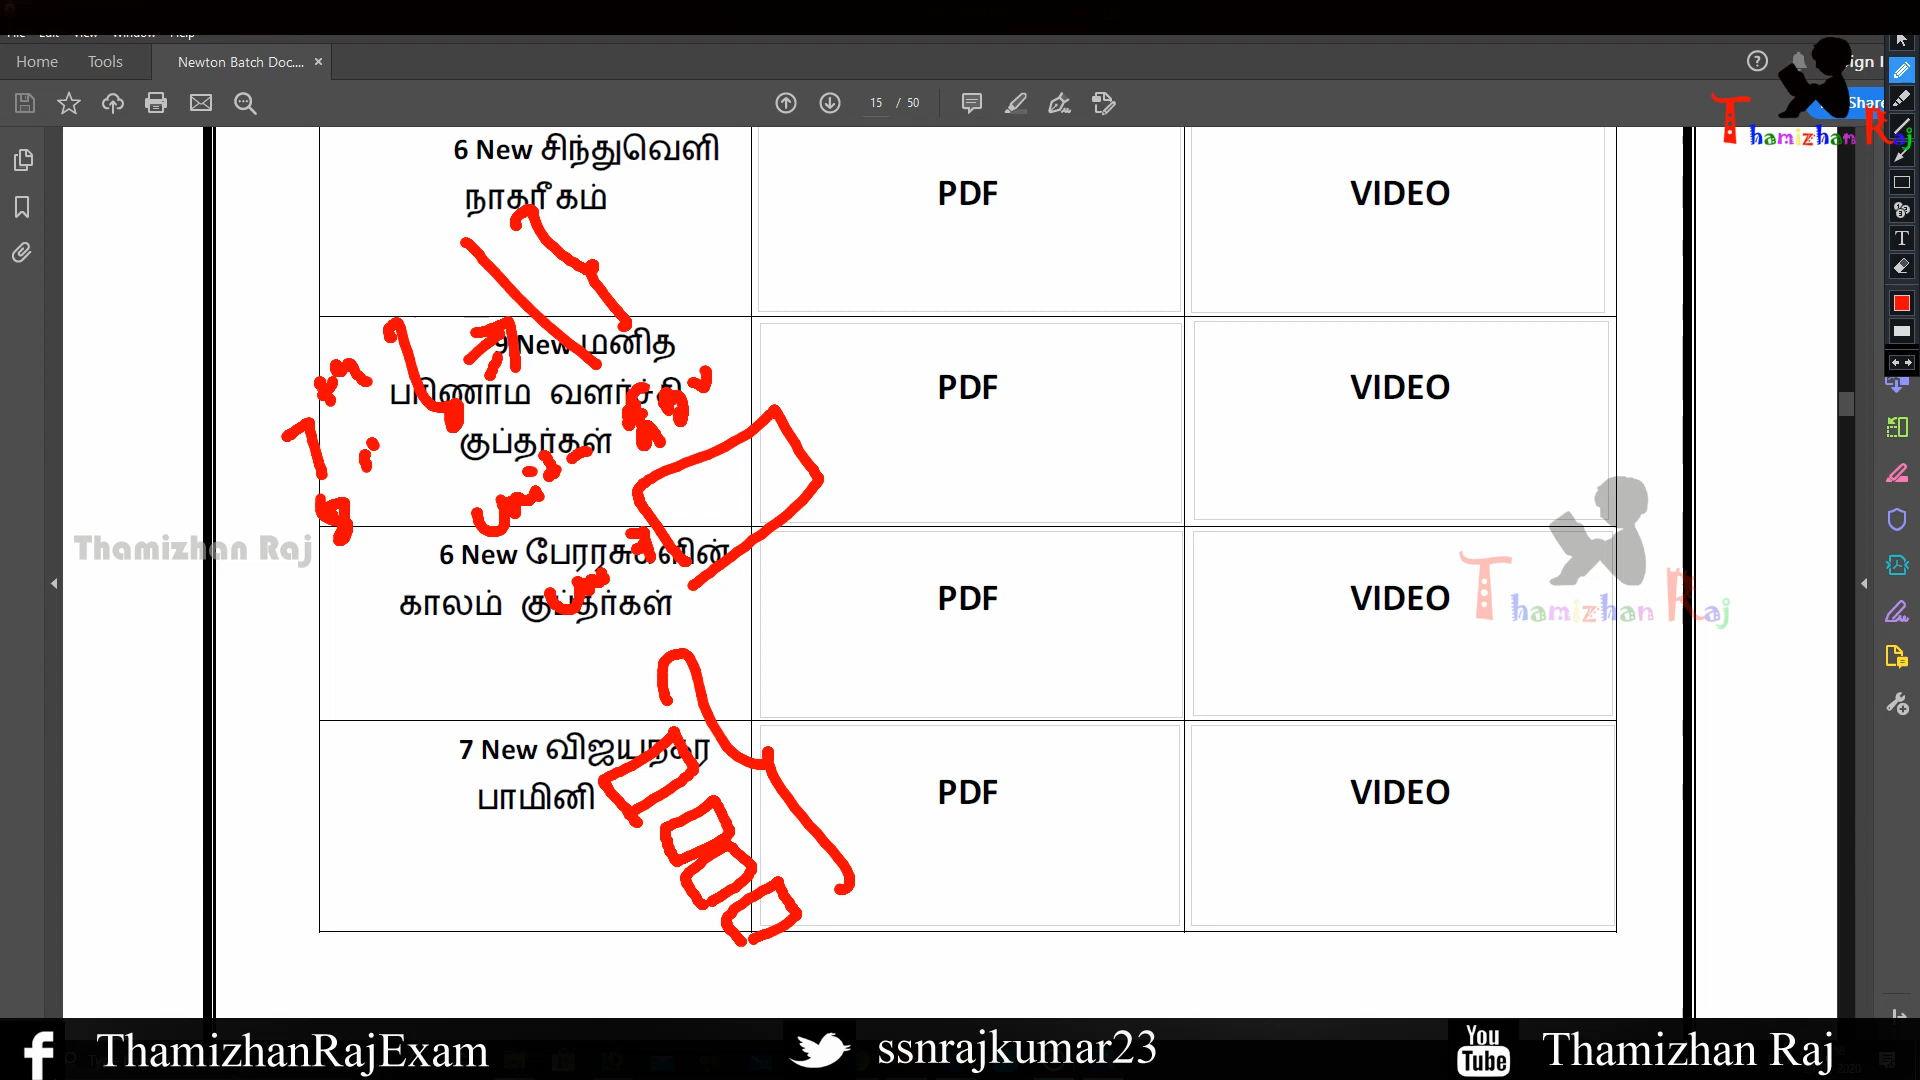 File Edit View Window Help
Home Tools Newton Batch Doc.... ×
15 / 50
Share
Thamizhan Raj
6 New சிந்துவெளி
நாகரீகம்
PDF
VIDEO
9 New மனித
பரிணாம வளர்ச்சி
குப்தர்கள்
PDF
VIDEO
Thamizhan Raj
6 New பேரரசுகளின்
காலம் குப்தர்கள்
PDF
VIDEO
Thamizhan Raj
7 New விஜயநகர
பாமினி
PDF
VIDEO
ThamizhanRajExam
ssnrajkumar23
You Tube
Thamizhan Raj